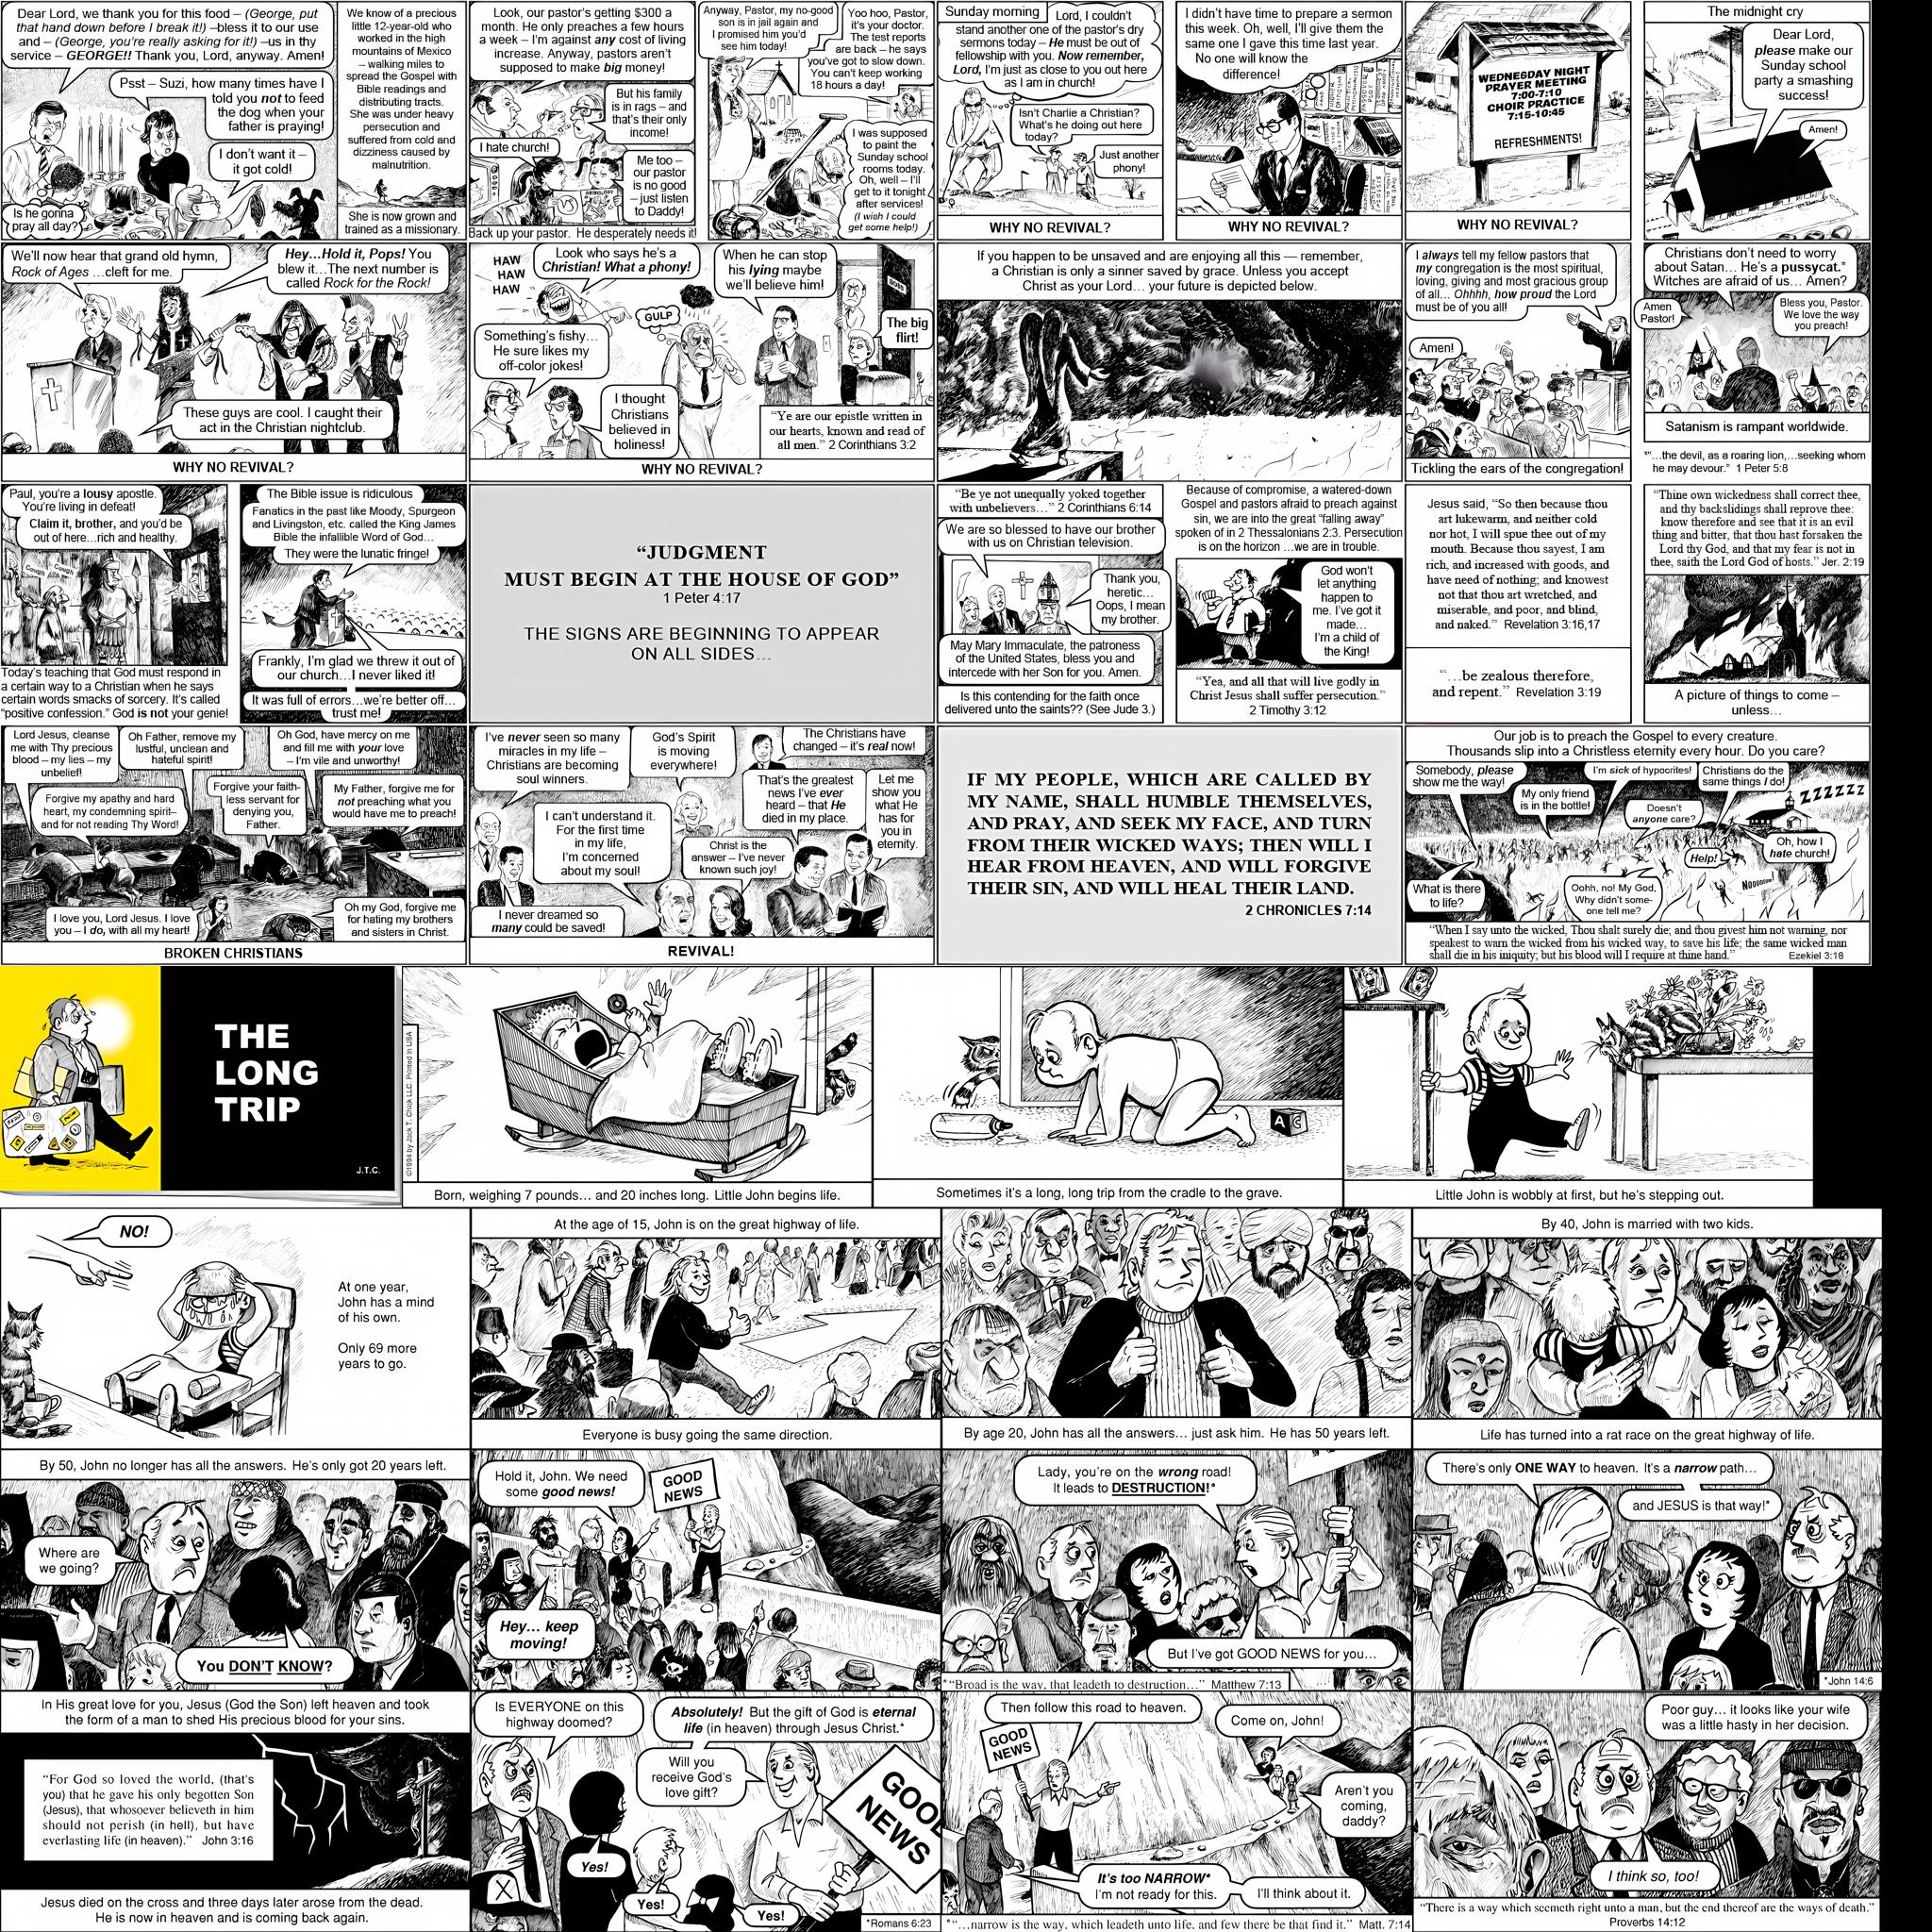 Dear Lord, we thank you for this food – (George, put
that hand down before I break it!) –bless it to our use
and – (George, you're really asking for it!) –us in thy
service – GEORGE!! Thank you, Lord, anyway. Amen!
Psst – Suzi, how many times have I
told you not to feed
the dog when your
father is praying!
I don't want it –
it got cold!
Is he gonna
pray all day?
We know of a precious
little 12-year-old who
worked in the high
mountains of Mexico
– walking miles to
spread the Gospel with
Bible readings and
distributing tracts.
She was under heavy
persecution and
suffered from cold and
dizziness caused by
malnutrition.
She is now grown and
trained as a missionary.
Look, our pastor's getting $300 a
month. He only preaches a few hours
a week – I'm against any cost of living
increase. Anyway, pastors aren't
supposed to make big money!
But his family
is in rags – and
that's their only
income!
I hate church!
Me too –
our pastor
is no good
– just listen
to Daddy!
Back up your pastor. He desperately needs it!
Anyway, Pastor, my no-good
son is in jail again and
I promised him you'd
see him today!
Yoo hoo, Pastor,
it's your doctor.
The test reports
are back – he says
you've got to slow down.
You can't keep working
18 hours a day!
I was supposed
to paint the
Sunday school
rooms today.
Oh, well – I'll
get to it tonight
after services!
(I wish I could
get some help!)
Sunday morning
Lord, I couldn't
stand another one of the pastor's dry
sermons today – He must be out of
fellowship with you. Now remember,
Lord, I'm just as close to you out here
as I am in church!
Isn't Charlie a Christian?
What's he doing out here
today?
Just another
phony!
WHY NO REVIVAL?
I didn't have time to prepare a sermon
this week. Oh, well, I'll give them the
same one I gave this time last year.
No one will know the
difference!
WHY NO REVIVAL?
WEDNESDAY NIGHT
PRAYER MEETING
7:00-7:10
CHOIR PRACTICE
7:15-10:45
REFRESHMENTS!
WHY NO REVIVAL?
The midnight cry
Dear Lord,
please make our
Sunday school
party a smashing
success!
Amen!
We'll now hear that grand old hymn,
Rock of Ages ...cleft for me.
Hey...Hold it, Pops! You
blew it...The next number is
called Rock for the Rock!
These guys are cool. I caught their
act in the Christian nightclub.
WHY NO REVIVAL?
HAW
HAW
HAW
Look who says he's a
Christian! What a phony!
When he can stop
his lying maybe
we'll believe him!
BOSS
GULP
Something's fishy...
He sure likes my
off-color jokes!
The big
flirt!
I thought
Christians
believed in
holiness!
"Ye are our epistle written in
our hearts, known and read of
all men." 2 Corinthians 3:2
WHY NO REVIVAL?
If you happen to be unsaved and are enjoying all this — remember,
a Christian is only a sinner saved by grace. Unless you accept
Christ as your Lord... your future is depicted below.
I always tell my fellow pastors that
my congregation is the most spiritual,
loving, giving and most gracious group
of all... Ohhhh, how proud the Lord
must be of you all!
Amen!
AMEN
Tickling the ears of the congregation!
Christians don't need to worry
about Satan... He's a pussycat.*
Witches are afraid of us... Amen?
Amen
Pastor!
Bless you, Pastor.
We love the way
you preach!
Satanism is rampant worldwide.
*"...the devil, as a roaring lion,...seeking whom
he may devour." 1 Peter 5:8
Paul, you're a lousy apostle.
You're living in defeat!
Claim it, brother, and you'd be
out of here...rich and healthy.
COUGH
COUGH
Today's teaching that God must respond in
a certain way to a Christian when he says
certain words smacks of sorcery. It's called
"positive confession." God is not your genie!
The Bible issue is ridiculous
Fanatics in the past like Moody, Spurgeon
and Livingston, etc. called the King James
Bible the infallible Word of God...
They were the lunatic fringe!
Frankly, I'm glad we threw it out of
our church...I never liked it!
It was full of errors...we're better off...
trust me!
"JUDGMENT
MUST BEGIN AT THE HOUSE OF GOD"
1 Peter 4:17
THE SIGNS ARE BEGINNING TO APPEAR
ON ALL SIDES...
"Be ye not unequally yoked together
with unbelievers..." 2 Corinthians 6:14
We are so blessed to have our brother
with us on Christian television.
Thank you,
heretic...
Oops, I mean
my brother.
May Mary Immaculate, the patroness
of the United States, bless you and
intercede with her Son for you. Amen.
Is this contending for the faith once
delivered unto the saints?? (See Jude 3.)
Because of compromise, a watered-down
Gospel and pastors afraid to preach against
sin, we are into the great "falling away"
spoken of in 2 Thessalonians 2:3. Persecution
is on the horizon ...we are in trouble.
God won't
let anything
happen to
me. I've got it
made...
I'm a child of
the King!
"Yea, and all that will live godly in
Christ Jesus shall suffer persecution."
2 Timothy 3:12
Jesus said, "So then because thou
art lukewarm, and neither cold
nor hot, I will spue thee out of my
mouth. Because thou sayest, I am
rich, and increased with goods, and
have need of nothing; and knowest
not that thou art wretched, and
miserable, and poor, and blind,
and naked." Revelation 3:16,17
"...be zealous therefore,
and repent." Revelation 3:19
"Thine own wickedness shall correct thee,
and thy backslidings shall reprove thee:
know therefore and see that it is an evil
thing and bitter, that thou hast forsaken the
Lord thy God, and that my fear is not in
thee, saith the Lord God of hosts." Jer. 2:19
A picture of things to come –
unless...
Lord Jesus, cleanse
me with Thy precious
blood – my lies – my
unbelief!
Oh Father, remove my
lustful, unclean and
hateful spirit!
Oh God, have mercy on me
and fill me with your love
– I'm vile and unworthy!
Forgive my apathy and hard
heart, my condemning spirit–
and for not reading Thy Word!
Forgive your faith-
less servant for
denying you,
Father.
My Father, forgive me for
not preaching what you
would have me to preach!
I love you, Lord Jesus. I love
you – I do, with all my heart!
Oh my God, forgive me
for hating my brothers
and sisters in Christ.
BROKEN CHRISTIANS
I've never seen so many
miracles in my life –
Christians are becoming
soul winners.
God's Spirit
is moving
everywhere!
The Christians have
changed – it's real now!
I can't understand it.
For the first time
in my life,
I'm concerned
about my soul!
That's the greatest
news I've ever
heard – that He
died in my place.
Let me
show you
what He
has for
you in
eternity.
Christ is the
answer – I've never
known such joy!
I never dreamed so
many could be saved!
REVIVAL!
IF MY PEOPLE, WHICH ARE CALLED BY
MY NAME, SHALL HUMBLE THEMSELVES,
AND PRAY, AND SEEK MY FACE, AND TURN
FROM THEIR WICKED WAYS; THEN WILL I
HEAR FROM HEAVEN, AND WILL FORGIVE
THEIR SIN, AND WILL HEAL THEIR LAND.
2 CHRONICLES 7:14
Our job is to preach the Gospel to every creature.
Thousands slip into a Christless eternity every hour. Do you care?
Somebody, please
show me the way!
I'm sick of hypocrites!
Christians do the
same things I do!
My only friend
is in the bottle!
Doesn't
anyone care?
ZZZZZZ
Help!
Oh, how I
hate church!
What is there
to life?
Oohh, no! My God,
Why didn't some-
one tell me?
NOOOOOOO!
"When I say unto the wicked, Thou shalt surely die; and thou givest him not warning, nor
speakest to warn the wicked from his wicked way, to save his life; the same wicked man
shall die in his iniquity; but his blood will I require at thine hand."
Ezekiel 3:18
THE
LONG
TRIP
J.T.C.
©1994 by Jack T. Chick LLC. Printed in USA
Born, weighing 7 pounds... and 20 inches long. Little John begins life.
A
C
Sometimes it's a long, long trip from the cradle to the grave.
Little John is wobbly at first, but he's stepping out.
NO!
At one year,
John has a mind
of his own.
Only 69 more
years to go.
At the age of 15, John is on the great highway of life.
Everyone is busy going the same direction.
By age 20, John has all the answers... just ask him. He has 50 years left.
By 40, John is married with two kids.
Life has turned into a rat race on the great highway of life.
By 50, John no longer has all the answers. He's only got 20 years left.
Where are
we going?
You DON'T KNOW?
Hold it, John. We need
some good news!
GOOD
NEWS
Hey... keep
moving!
Lady, you're on the wrong road!
It leads to DESTRUCTION!*
But I've got GOOD NEWS for you...
*"Broad is the way, that leadeth to destruction..." Matthew 7:13
There's only ONE WAY to heaven. It's a narrow path...
and JESUS is that way!*
*John 14:6
In His great love for you, Jesus (God the Son) left heaven and took
the form of a man to shed His precious blood for your sins.
"For God so loved the world, (that's
you) that he gave his only begotten Son
(Jesus), that whosoever believeth in him
should not perish (in hell), but have
everlasting life (in heaven)." John 3:16
Jesus died on the cross and three days later arose from the dead.
He is now in heaven and is coming back again.
Is EVERYONE on this
highway doomed?
Absolutely! But the gift of God is eternal
life (in heaven) through Jesus Christ.*
Will you
receive God's
love gift?
GOOD
NEWS
X
Yes!
Yes!
Yes!
*Romans 6:23
Then follow this road to heaven.
Come on, John!
GOOD
NEWS
Aren't you
coming,
daddy?
It's too NARROW*
I'm not ready for this.
I'll think about it.
*"...narrow is the way, which leadeth unto life, and few there be that find it." Matt. 7:14
Poor guy... it looks like your wife
was a little hasty in her decision.
I think so, too!
"There is a way which seemeth right unto a man, but the end thereof are the ways of death."
Proverbs 14:12